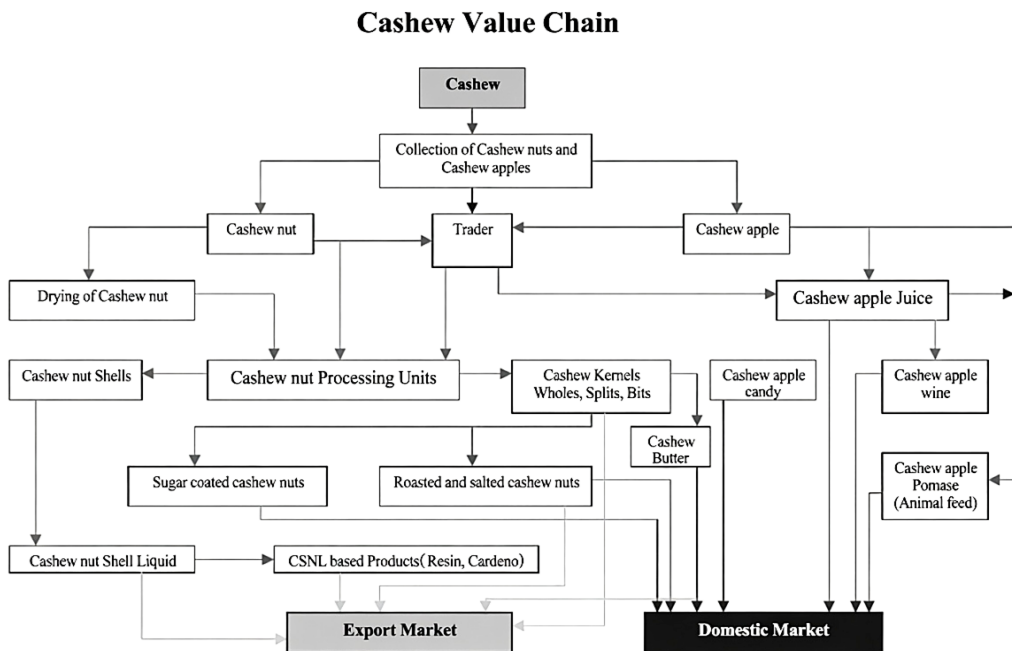 Cashew Value Chain
Cashew
Collection of Cashew nuts and
Cashew apples
Cashew nut
Trader
Cashew apple
Drying of Cashew nut
Cashew apple Juice
Cashew nut Shells
Cashew nut Processing Units
Cashew Kernels
Wholes, Splits, Bits
Cashew apple
candy
Cashew apple
wine
Cashew
Butter
Sugar coated cashew nuts
Roasted and salted cashew nuts
Cashew apple
Pomase
(Animal feed)
Cashew nut Shell Liquid
CSNL based Products(Resin, Cardeno)
Export Market
Domestic Market